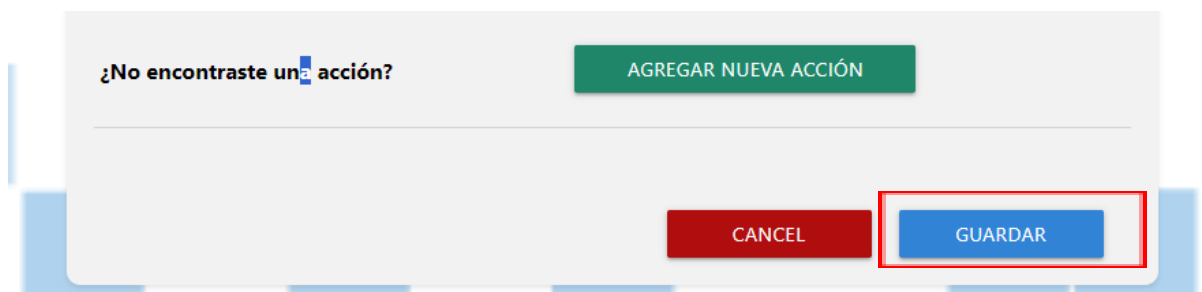 ¿No encontraste una acción? AGREGAR NUEVA ACCIÓN
CANCEL GUARDAR